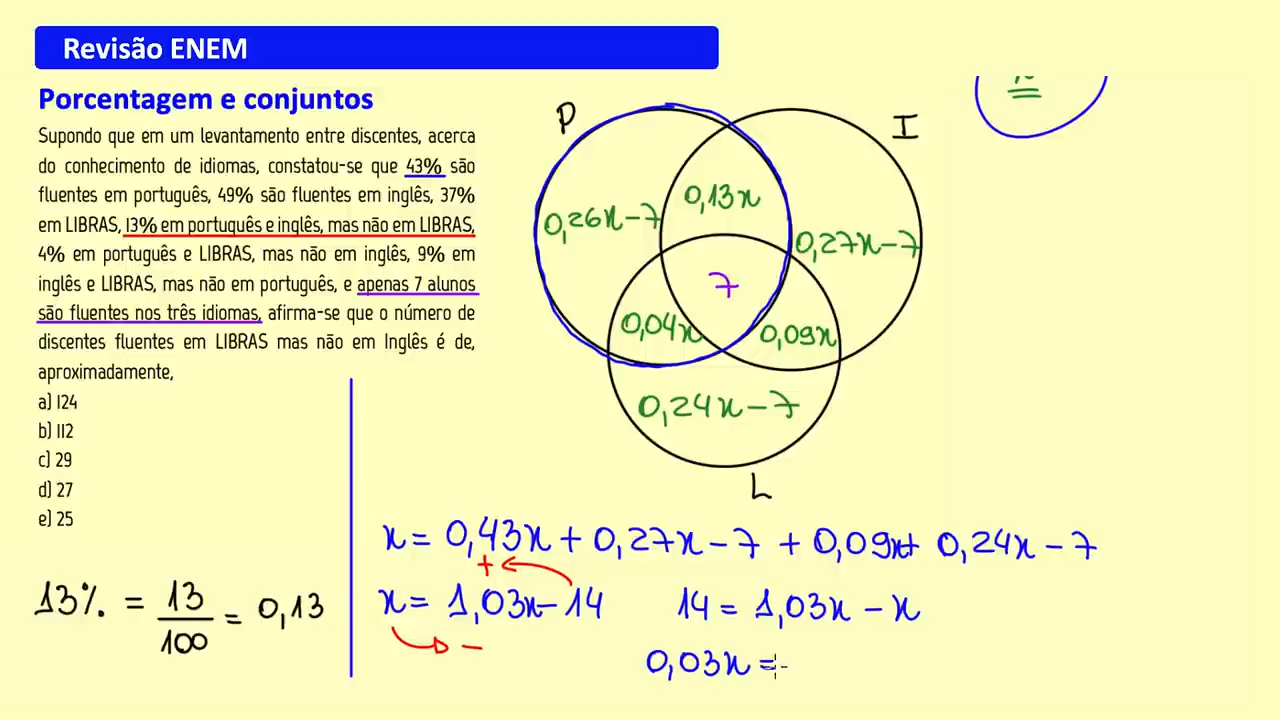 Revisão ENEM
Porcentagem e conjuntos
Supondo que em um levantamento entre discentes, acerca
do conhecimento de idiomas, constatou-se que 43% são
fluentes em português, 49% são fluentes em inglês, 37%
em LIBRAS, 13% em português e inglês, mas não em LIBRAS,
4% em português e LIBRAS, mas não em inglês, 9% em
inglês e LIBRAS, mas não em português, e apenas 7 alunos
são fluentes nos três idiomas, afirma-se que o número de
discentes fluentes em LIBRAS mas não em Inglês é de,
aproximadamente,
a) 124
b) 112
c) 29
d) 27
e) 25
13% = 13/100 = 0,13
P
I
0,13x
0,26x-7
0,27x-7
7
0,04x
0,09x
0,24x-7
L
x = 0,43x + 0,27x - 7 + 0,09x + 0,24x - 7
+
x = 1,03x - 14
14 = 1,03x - x
-
0,03x =